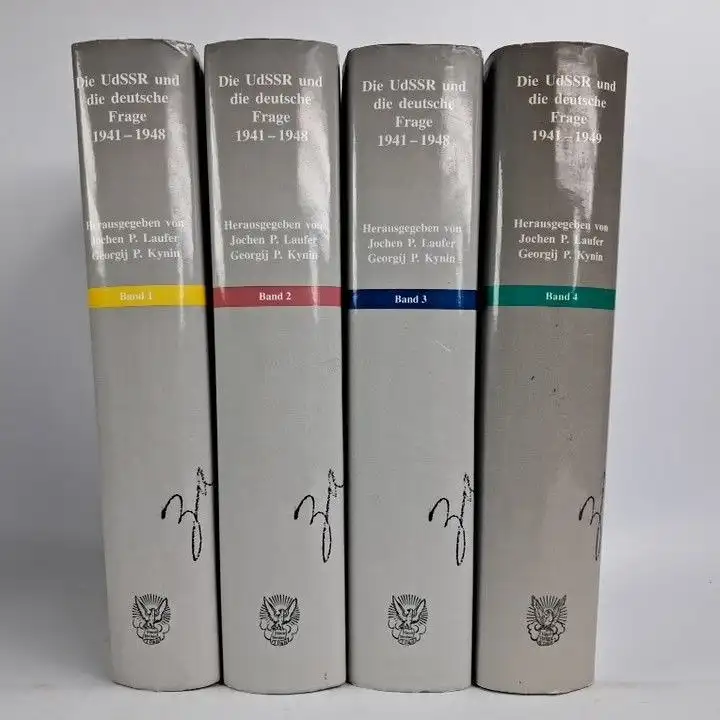 Die UdSSR und
die deutsche
Frage
1941 – 1948
Herausgegeben von
Jochen P. Laufer
Georgij P. Kynin
Band 1
Die UdSSR und
die deutsche
Frage
1941 – 1948
Herausgegeben von
Jochen P. Laufer
Georgij P. Kynin
Band 2
Die UdSSR und
die deutsche
Frage
1941 – 1948
Herausgegeben von
Jochen P. Laufer
Georgij P. Kynin
Band 3
Die UdSSR und
die deutsche
Frage
1941 – 1949
Herausgegeben von
Jochen P. Laufer
Georgij P. Kynin
Band 4